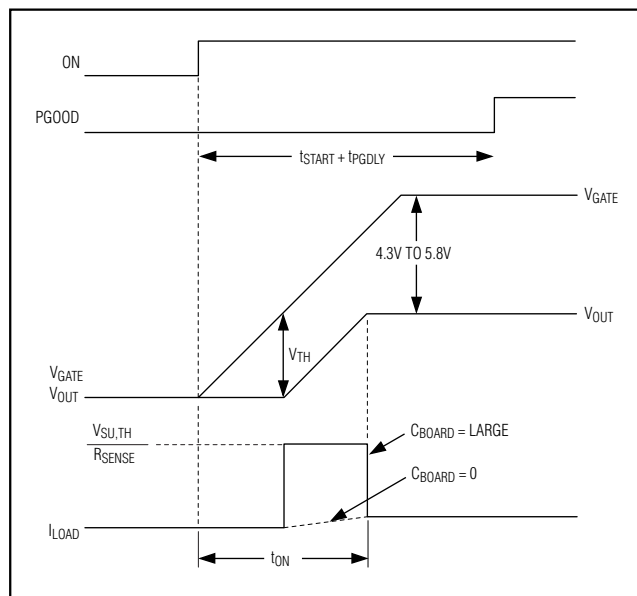 ON
PGOOD
tSTART + tPGDLY
VGATE
4.3V TO 5.8V
VOUT
VTH
VGATE
VOUT
VSU,TH
RSENSE
CBOARD = LARGE
CBOARD = 0
ILOAD
tON